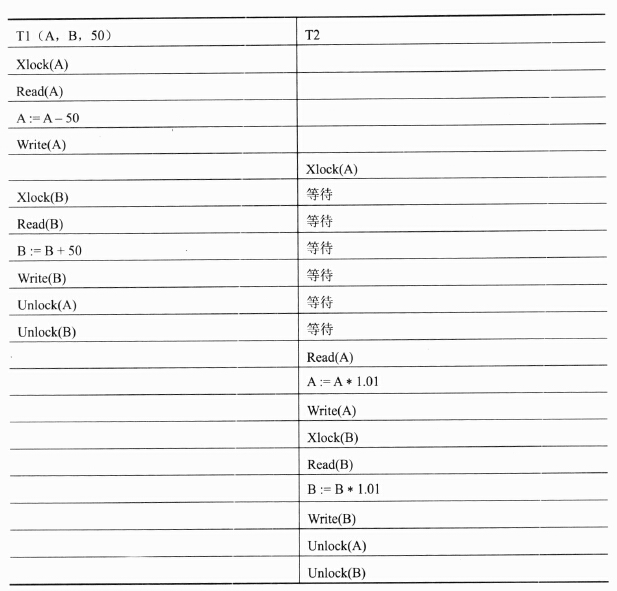 T1（A，B，50） T2
Xlock(A)
Read(A)
A := A – 50
Write(A)
Xlock(A)
Xlock(B) 等待
Read(B) 等待
B := B + 50 等待
Write(B) 等待
Unlock(A) 等待
Unlock(B) 等待
Read(A)
A := A * 1.01
Write(A)
Xlock(B)
Read(B)
B := B * 1.01
Write(B)
Unlock(A)
Unlock(B)